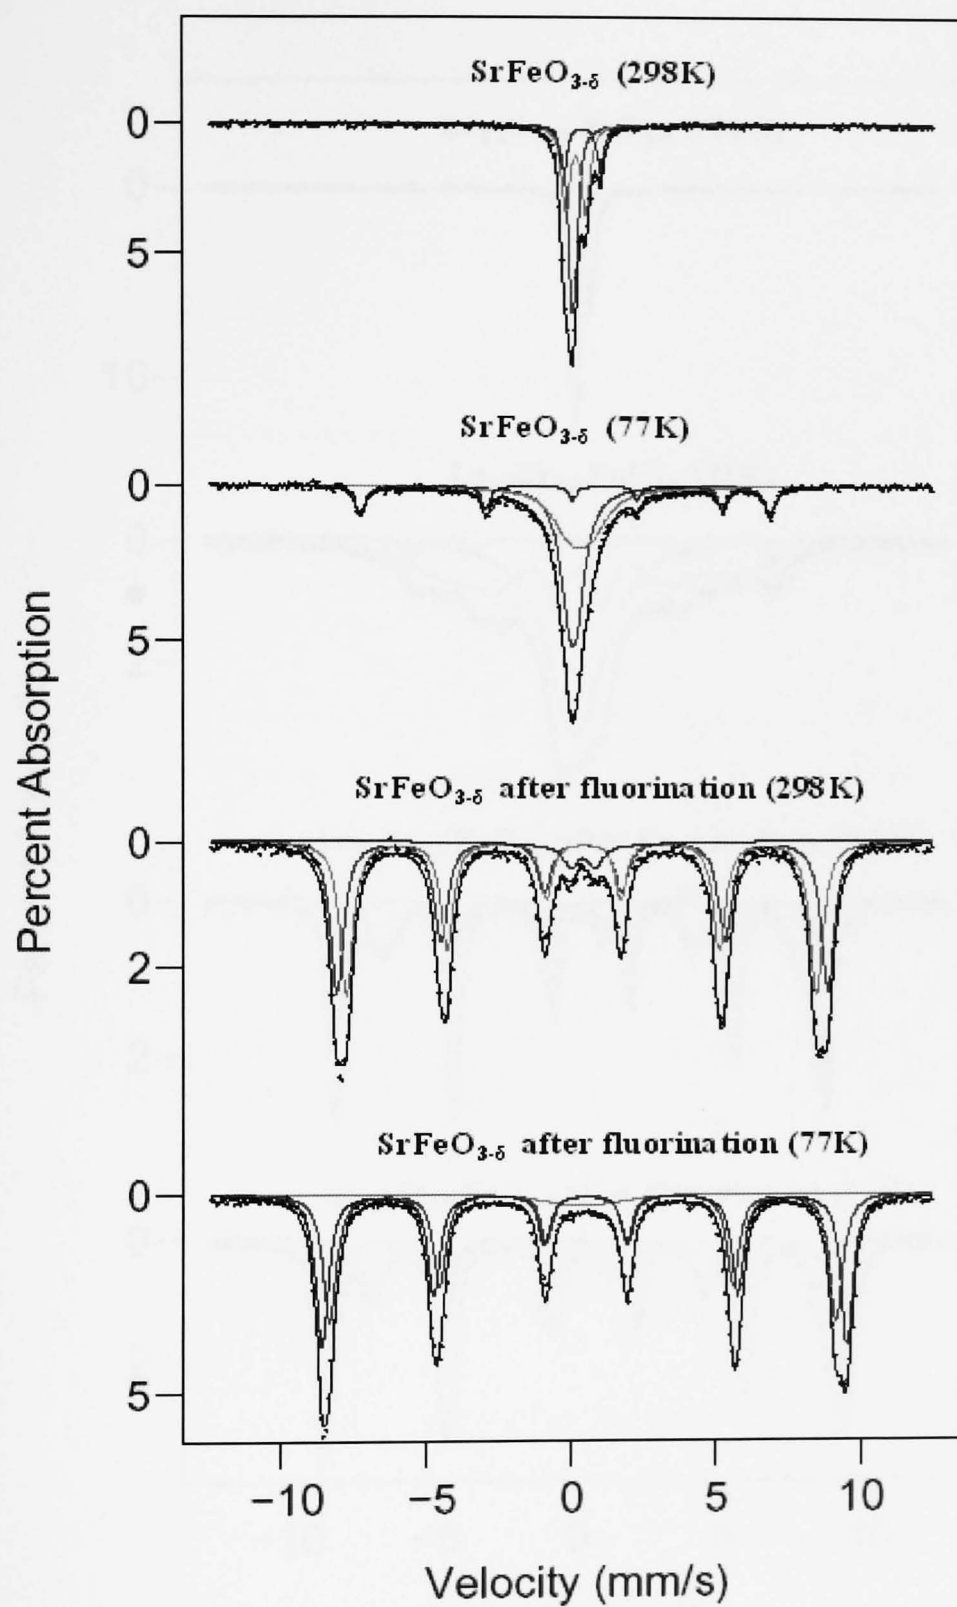 SrFeO₃₋δ (298K)
0
5
SrFeO₃₋δ (77K)
0
5
SrFeO₃₋δ after fluorination (298K)
0
2
SrFeO₃₋δ after fluorination (77K)
0
5
−10 −5 0 5 10
Velocity (mm/s)
Percent Absorption